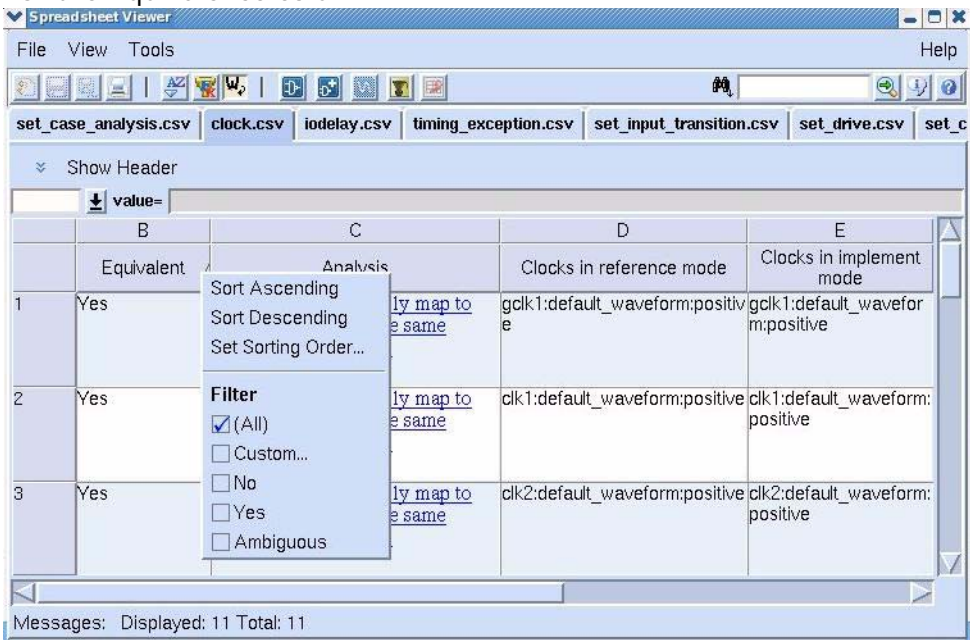 Spreadsheet Viewer
File View Tools Help
set_case_analysis.csv clock.csv iodelay.csv timing_exception.csv set_input_transition.csv set_drive.csv set_c
Show Header
value=
B C D E
Equivalent Analysis Clocks in reference mode Clocks in implement mode
1 Yes ly map to e same gclk1:default_waveform:positive gclk1:default_waveform:positive
2 Yes ly map to e same clk1:default_waveform:positive clk1:default_waveform:positive
3 Yes ly map to e same clk2:default_waveform:positive clk2:default_waveform:positive
Sort Ascending
Sort Descending
Set Sorting Order...
Filter
(All)
Custom...
No
Yes
Ambiguous
Messages: Displayed: 11 Total: 11